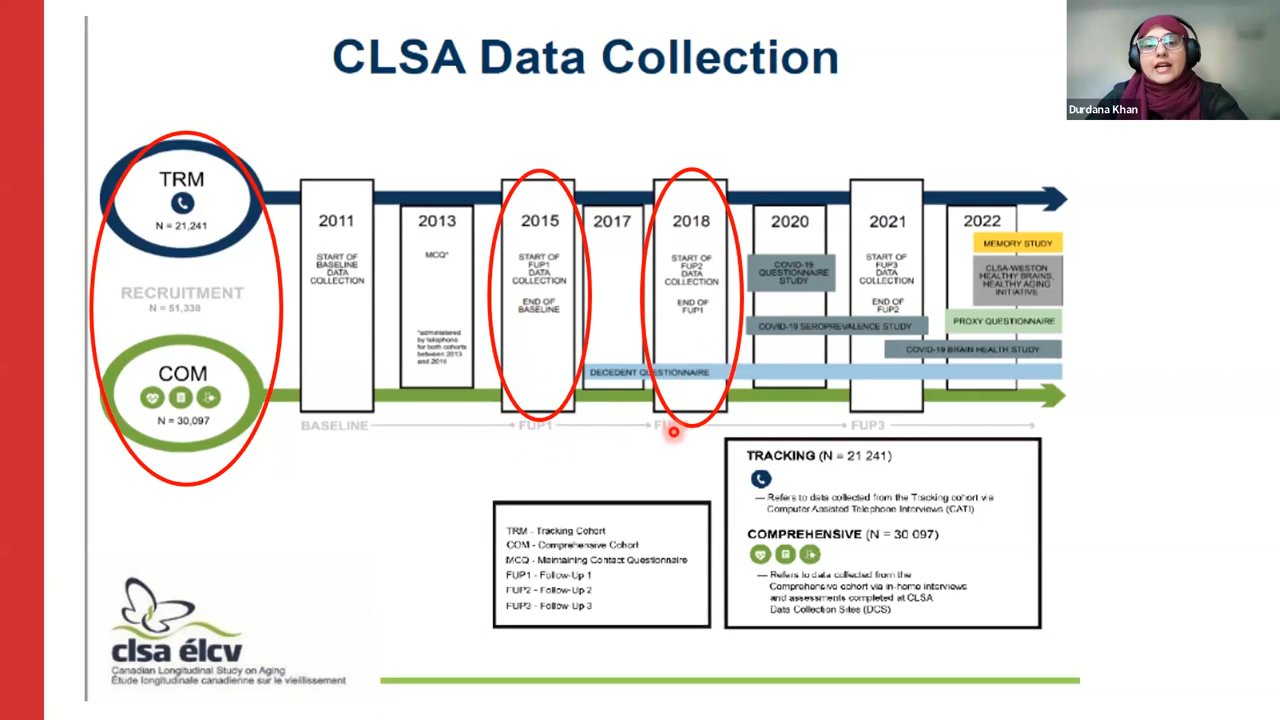 CLSA Data Collection
Durdana Khan
TRM
N = 21,241
RECRUITMENT
N = 51,338
COM
N = 30,097
2011
START OF
BASELINE
DATA
COLLECTION
2013
MCQ*
*administered
by telephone
for both cohorts
between 2013
and 2016
2015
START OF
FUP1
DATA
COLLECTION
END OF
BASELINE
2017
2018
START OF
FUP2
DATA
COLLECTION
END OF
FUP1
2020
COVID-19
QUESTIONNAIRE
STUDY
2021
START OF
FUP3
DATA
COLLECTION
END OF
FUP2
2022
MEMORY STUDY
CLSA-WESTON
HEALTHY BRAINS,
HEALTHY AGING
INITIATIVE
PROXY QUESTIONNAIRE
COVID-19 SEROPREVALENCE STUDY
COVID-19 BRAIN HEALTH STUDY
DECEDENT QUESTIONNAIRE
BASELINE
FUP1
FUP3
TRM - Tracking Cohort
COM - Comprehensive Cohort
MCQ - Maintaining Contact Questionnaire
FUP1 - Follow-Up 1
FUP2 - Follow-Up 2
FUP3 - Follow-Up 3
TRACKING (N = 21 241)
— Refers to data collected from the Tracking cohort via
Computer Assisted Telephone Interviews (CATI)
COMPREHENSIVE (N = 30 097)
— Refers to data collected from the
Comprehensive cohort via in-home interviews
and assessments completed at CLSA
Data Collection Sites (DCS)
clsa élcv
Canadian Longitudinal Study on Aging
Étude longitudinale canadienne sur le vieillissement